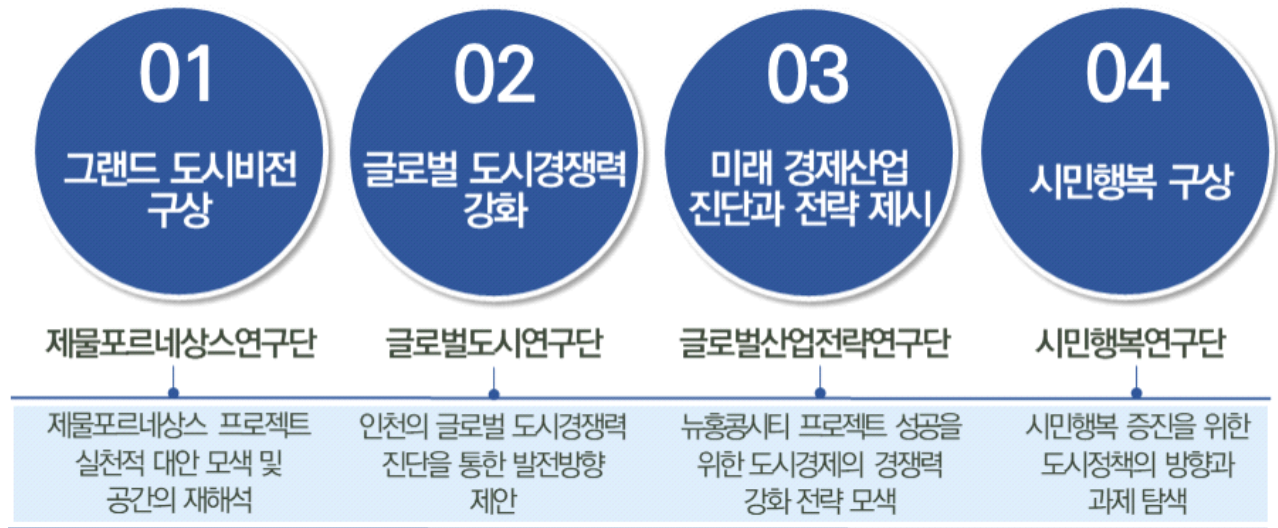 01
그랜드 도시비전
구상
02
글로벌 도시경쟁력
강화
03
미래 경제산업
진단과 전략 제시
04
시민행복 구상
제물포르네상스연구단
글로벌도시연구단
글로벌산업전략연구단
시민행복연구단
제물포르네상스 프로젝트
실천적 대안 모색 및
공간의 재해석
인천의 글로벌 도시경쟁력
진단을 통한 발전방향
제안
뉴홍콩시티 프로젝트 성공을
위한 도시경제의 경쟁력
강화 전략 모색
시민행복 증진을 위한
도시정책의 방향과
과제 탐색